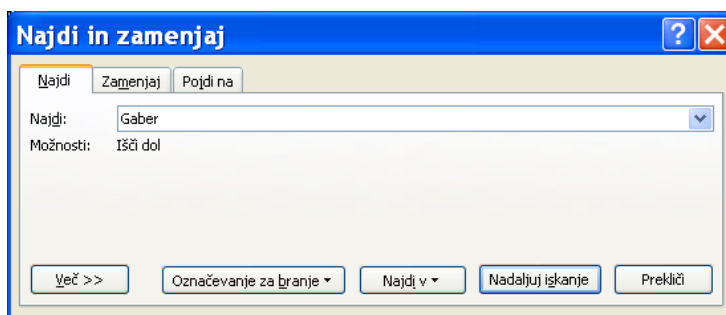 Najdi in zamenjaj
Najdi Zamenjaj Pojdi na
Najdi: Gaber
Možnosti: Išči dol
Več >> Označevanje za branje Najdi v Nadaljuj iskanje Prekliči